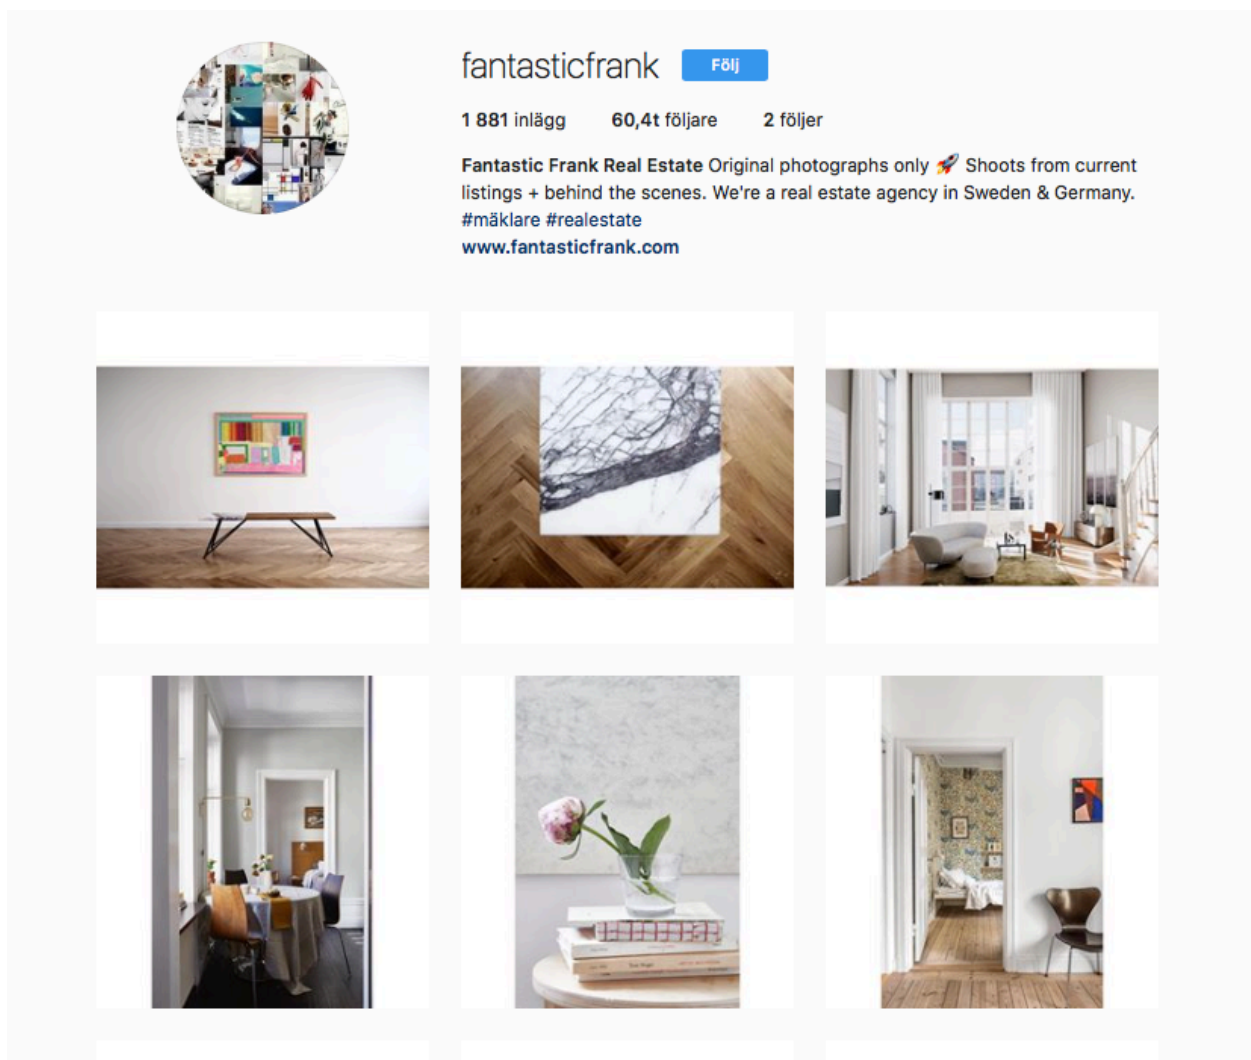 fantasticfrank Följ
1 881 inlägg 60,4t följare 2 följer
Fantastic Frank Real Estate Original photographs only 🚀 Shoots from current
listings + behind the scenes. We're a real estate agency in Sweden & Germany.
#mäklare #realestate
www.fantasticfrank.com